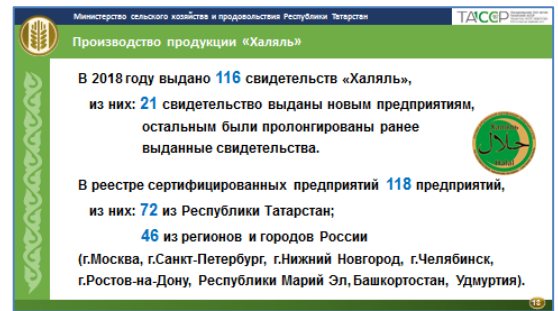 Министерство сельского хозяйства и продовольствия Республики Татарстан
ТАССР
Производство продукции «Халяль»
В 2018 году выдано 116 свидетельств «Халяль»,
из них: 21 свидетельство выданы новым предприятиям,
остальным были пролонгированы ранее
выданные свидетельства.
حلال
Halal
В реестре сертифицированных предприятий 118 предприятий,
из них: 72 из Республики Татарстан;
46 из регионов и городов России
(г.Москва, г.Санкт-Петербург, г.Нижний Новгород, г.Челябинск,
г.Ростов-на-Дону, Республики Марий Эл, Башкортостан, Удмуртия).
18